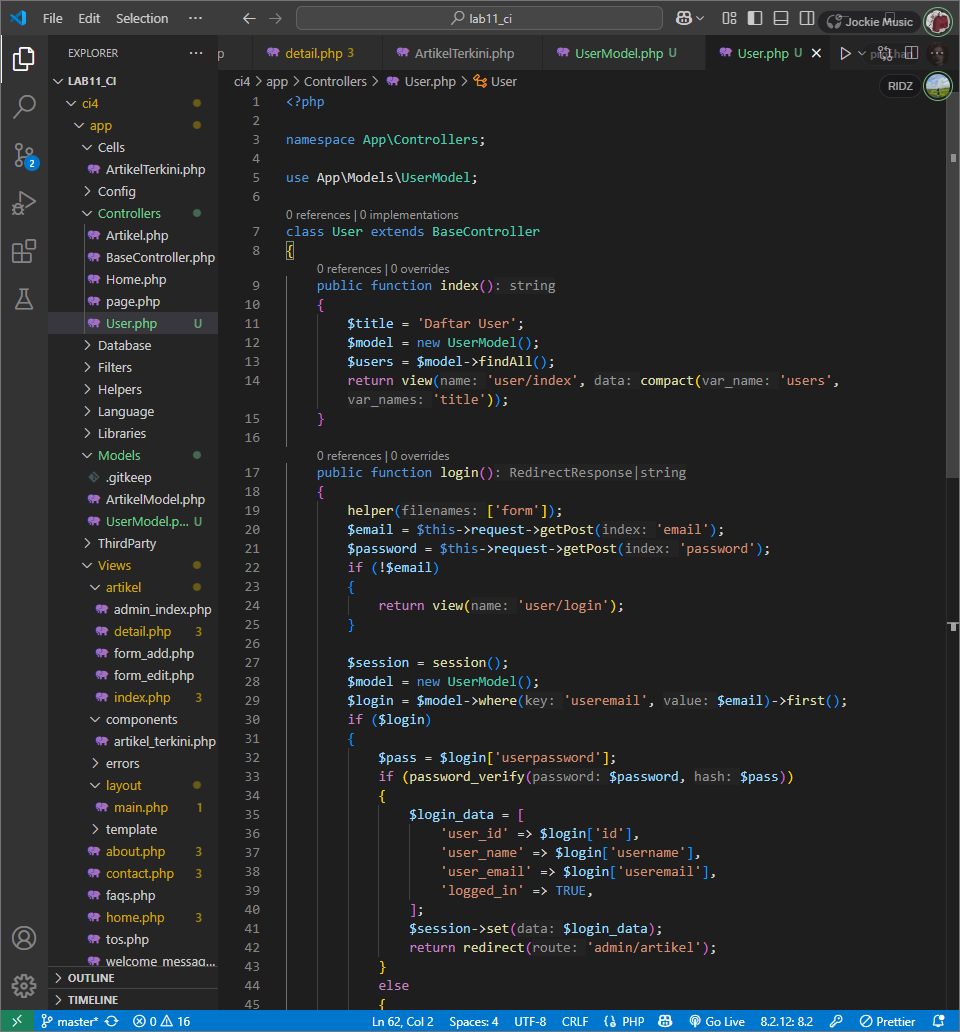 File Edit Selection ··· lab11_ci Jockie Music
EXPLORER ···
detail.php 3 ArtikelTerkini.php UserModel.php U User.php U
RIDZ
ci4 > app > Controllers > User.php > User
LAB11_CI
ci4
app
Cells
ArtikelTerkini.php
Config
Controllers
Artikel.php
BaseController.php
Home.php
page.php
User.php U
Database
Filters
Helpers
Language
Libraries
Models
.gitkeep
ArtikelModel.php
UserModel.p... U
ThirdParty
Views
artikel
admin_index.php
detail.php 3
form_add.php
form_edit.php
index.php 3
components
artikel_terkini.php
errors
layout
main.php 1
template
about.php 3
contact.php 3
faqs.php
home.php 3
tos.php
welcome_messag...
OUTLINE
TIMELINE
2
1 <?php
2
3 namespace App\Controllers;
4
5 use App\Models\UserModel;
6
0 references | 0 implementations
7 class User extends BaseController
8 {
0 references | 0 overrides
9 public function index(): string
10 {
11 $title = 'Daftar User';
12 $model = new UserModel();
13 $users = $model->findAll();
14 return view(name: 'user/index', data: compact(var_name: 'users',
var_names: 'title'));
15 }
16
0 references | 0 overrides
17 public function login(): RedirectResponse|string
18 {
19 helper(filenames: ['form']);
20 $email = $this->request->getPost(index: 'email');
21 $password = $this->request->getPost(index: 'password');
22 if (!$email)
23 {
24 return view(name: 'user/login');
25 }
26
27 $session = session();
28 $model = new UserModel();
29 $login = $model->where(key: 'useremail', value: $email)->first();
30 if ($login)
31 {
32 $pass = $login['userpassword'];
33 if (password_verify(password: $password, hash: $pass))
34 {
35 $login_data = [
36 'user_id' => $login['id'],
37 'user_name' => $login['username'],
38 'user_email' => $login['useremail'],
39 'logged_in' => TRUE,
40 ];
41 $session->set(data: $login_data);
42 return redirect(route: 'admin/artikel');
43 }
44 else
45 {
master* 0 16 Ln 62, Col 2 Spaces: 4 UTF-8 CRLF {} PHP Go Live 8.2.12: 8.2 Prettier